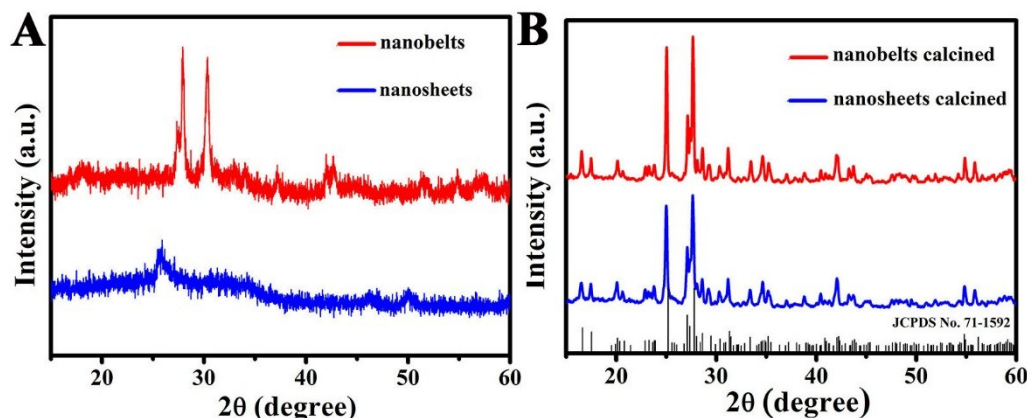 A
nanobelts
nanosheets
Intensity (a.u.)
20 30 40 50 60
2θ (degree)
B
nanobelts calcined
nanosheets calcined
Intensity (a.u.)
JCPDS No. 71-1592
20 30 40 50 60
2θ (degree)